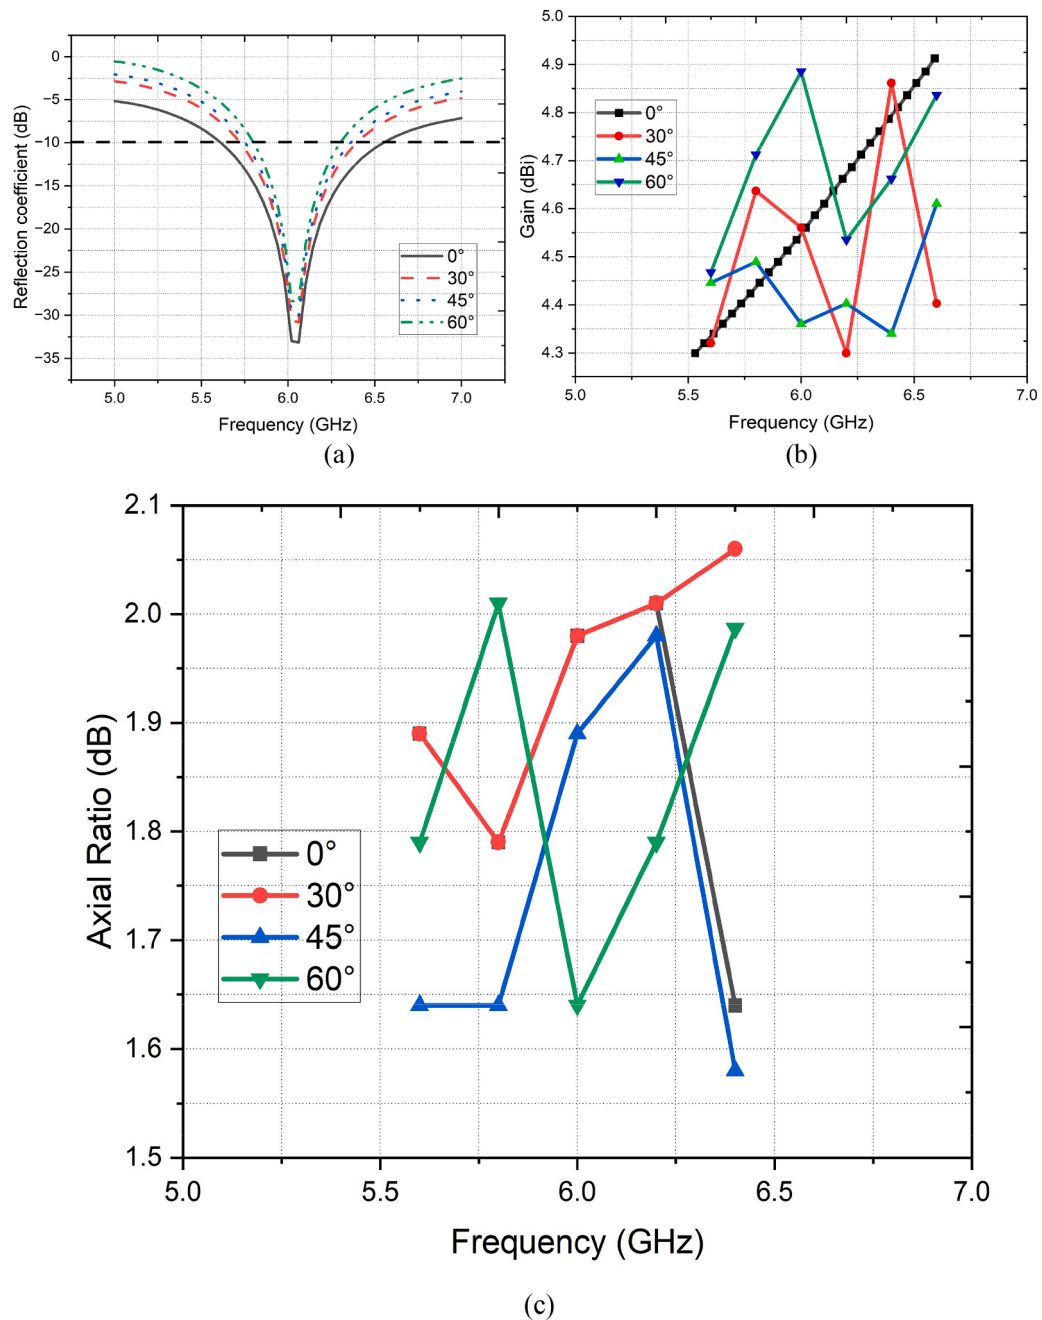 0
-5
-10
-15
-20
-25
-30
-35
Reflection coefficient (dB)
0°
30°
45°
60°
5.0 5.5 6.0 6.5 7.0
Frequency (GHz)
(a)
5.0
4.9
4.8
4.7
4.6
4.5
4.4
4.3
Gain (dBi)
0°
30°
45°
60°
5.0 5.5 6.0 6.5 7.0
Frequency (GHz)
(b)
2.1
2.0
1.9
1.8
1.7
1.6
1.5
Axial Ratio (dB)
0°
30°
45°
60°
5.0 5.5 6.0 6.5 7.0
Frequency (GHz)
(c)